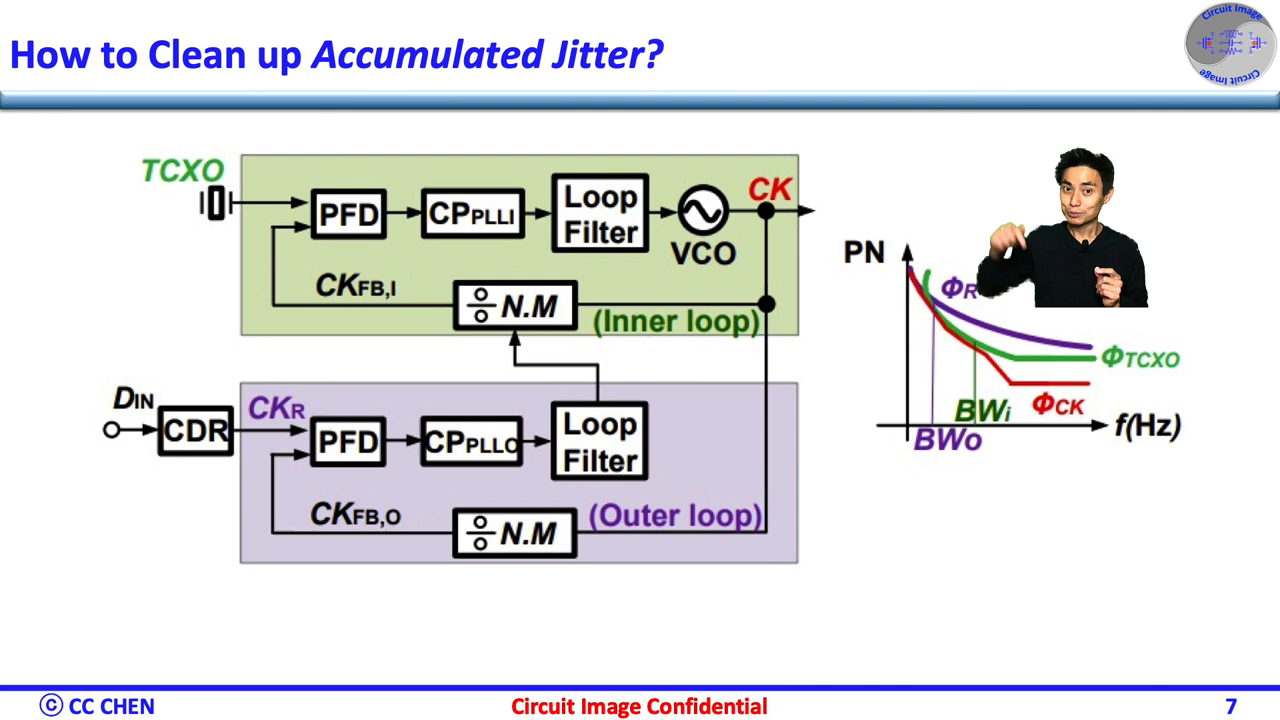 How to Clean up Accumulated Jitter?
Circuit Image
Circuit Image
TCXO
PFD
CPPLLI
Loop
Filter
VCO
CK
CKFB,I
÷ N.M
(Inner loop)
DIN
CDR
CKR
PFD
CPPLLO
Loop
Filter
CKFB,O
÷ N.M
(Outer loop)
PN
ΦR
ΦTCXO
ΦCK
BWi
BWo
f(Hz)
© CC CHEN
Circuit Image Confidential
7